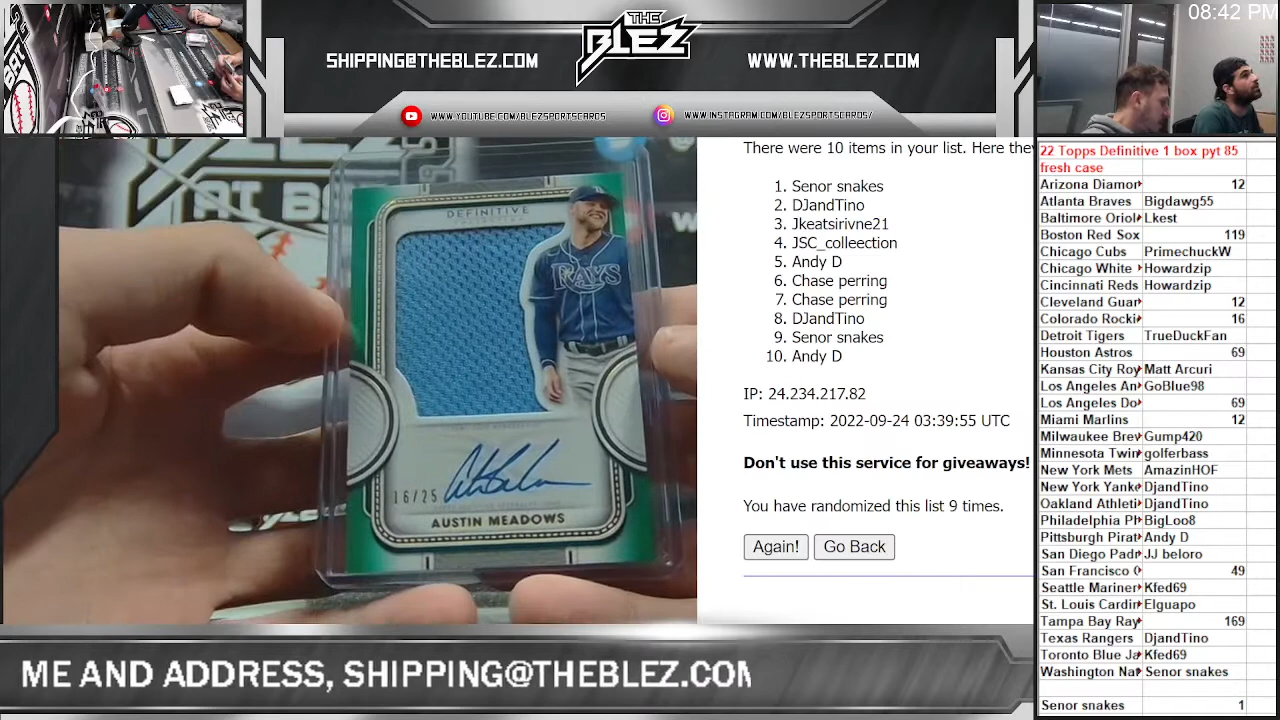 08:42 PM
THE
BLEZ
SHIPPING@THEBLEZ.COM
WWW.THEBLEZ.COM
WWW.YOUTUBE.COM/BLEZSPORTSCARDS
WWW.INSTAGRAM.COM/BLEZSPORTSCARDS/
There were 10 items in your list. Here they
1. Senor snakes
2. DJandTino
3. Jkeatsirivne21
4. JSC_colleection
5. Andy D
6. Chase perring
7. Chase perring
8. DJandTino
9. Senor snakes
10. Andy D
IP: 24.234.217.82
Timestamp: 2022-09-24 03:39:55 UTC
Don't use this service for giveaways!
You have randomized this list 9 times.
Again! Go Back
AT BO
DEFINITIVE
RAYS
16/25
AUSTIN MEADOWS
22 Topps Definitive 1 box pyt 85
fresh case
Arizona Diamor 12
Atlanta Braves Bigdawg55
Baltimore Oriol Lkest
Boston Red Sox 119
Chicago Cubs PrimechuckW
Chicago White Howardzip
Cincinnati Reds Howardzip
Cleveland Guar 12
Colorado Rocki 16
Detroit Tigers TrueDuckFan
Houston Astros 69
Kansas City Roy Matt Arcuri
Los Angeles An GoBlue98
Los Angeles Do 69
Miami Marlins 12
Milwaukee Brev Gump420
Minnesota Twin golferbass
New York Mets AmazinHOF
New York Yanke DjandTino
Oakland Athleti DjandTino
Philadelphia Ph BigLoo8
Pittsburgh Pirat Andy D
San Diego Padr JJ beloro
San Francisco G 49
Seattle Mariner Kfed69
St. Louis Cardin Elguapo
Tampa Bay Ray 169
Texas Rangers DjandTino
Toronto Blue Ja Kfed69
Washington Nat Senor snakes
Senor snakes 1
ME AND ADDRESS, SHIPPING@THEBLEZ.COM